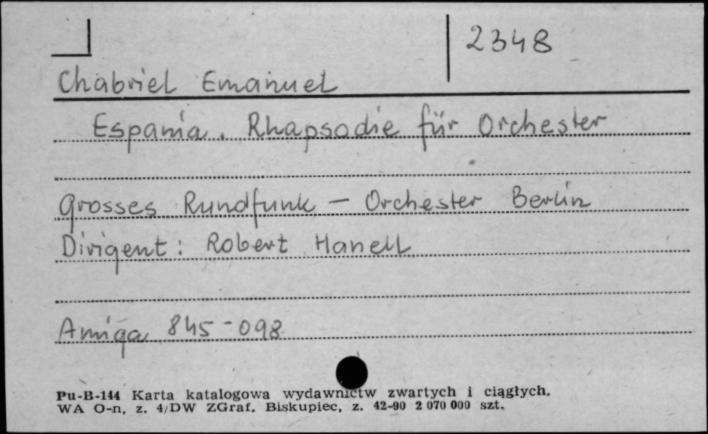 2348
Chabriel Emanuel
Espania. Rhapsodie für Orchester
Grosses Rundfunk - Orchester Berlin
Dirigent: Robert Hanell
Amiga 845-098
Pu-B-144 Karta katalogowa wydawnictw zwartych i ciągłych.
WA O-n, z. 4/DW ZGraf. Biskupiec, z. 42-90 2 070 000 szt.